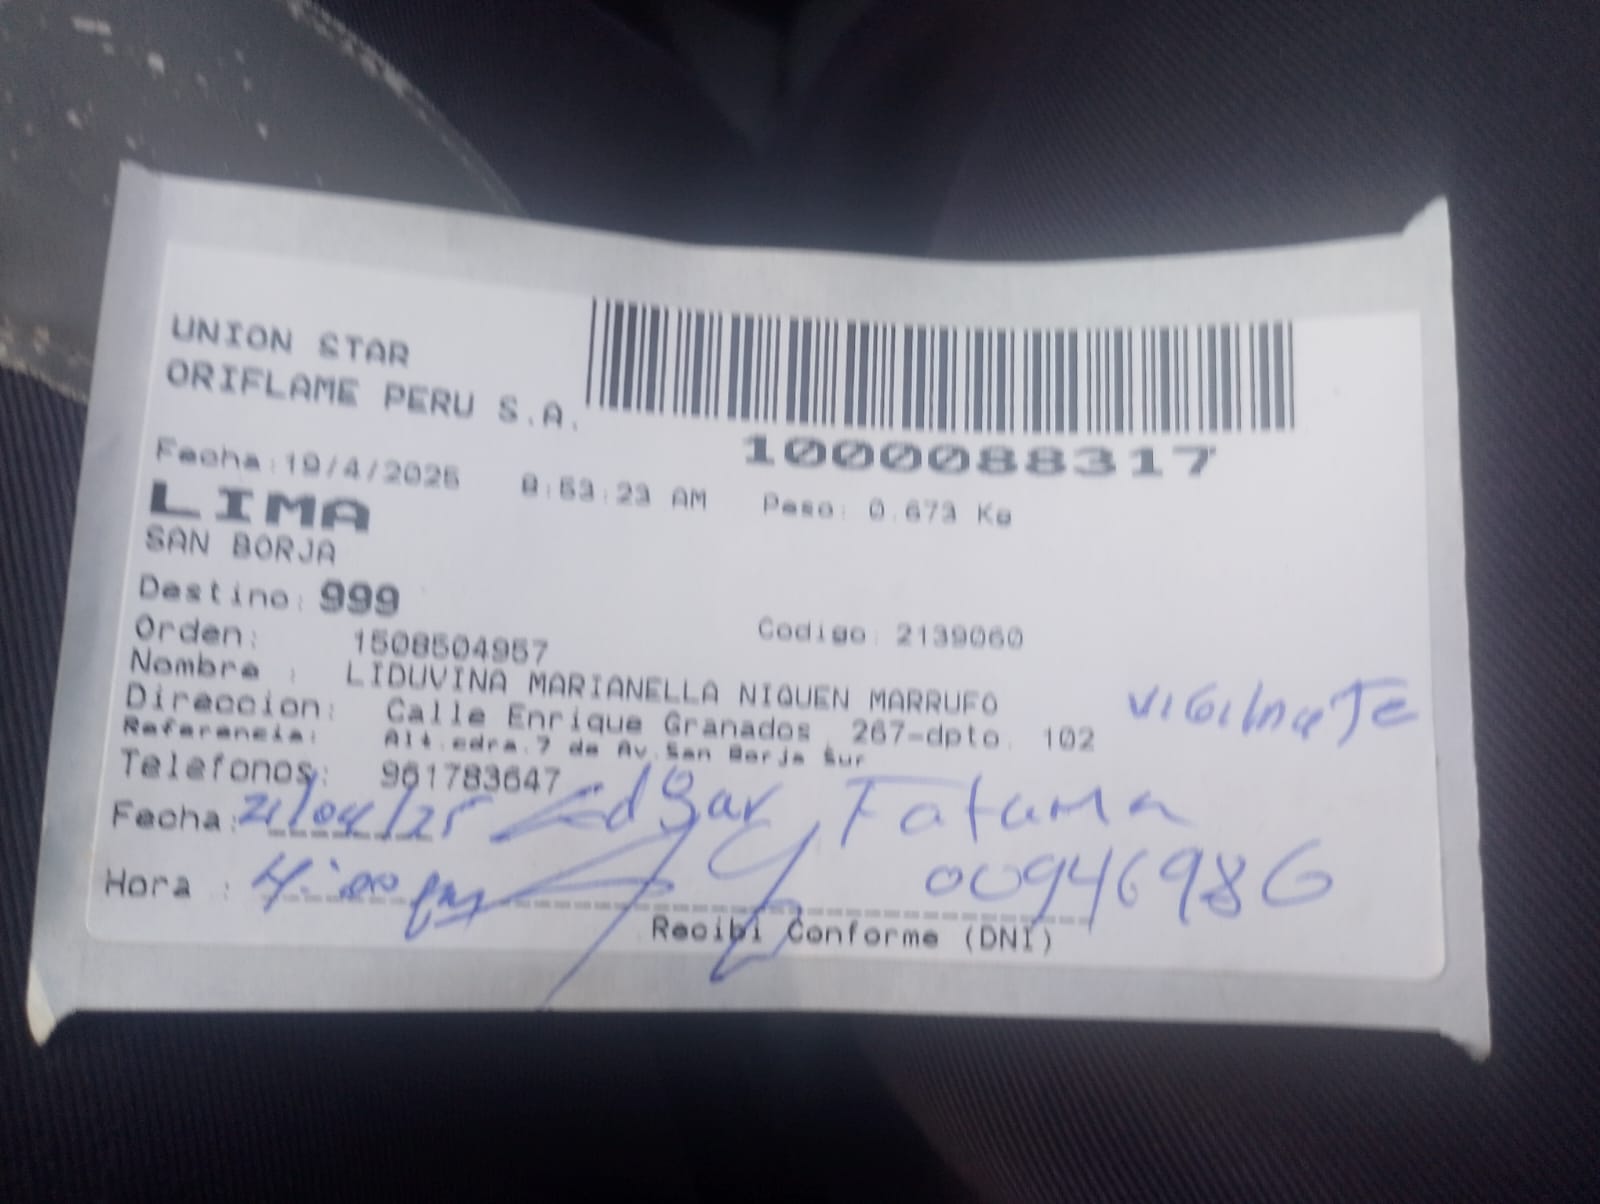 UNION STAR
ORIFLAME PERU S.A.
1000088317
Fecha:19/4/2025 8:53:23 AM Peso: 0.673 Kg
LIMA
SAN BORJA
Destino: 999
Orden: 1508504957 Codigo: 2139060
Nombre : LIDUVINA MARIANELLA NIQUEN MARRUFO
Direccion: Calle Enrique Granados 267-dpto. 102
Referencia: Alt.cdra.7 de Av.San Borja Sur
VIGilAnTe
Telefonos: 961783647
Fecha: 21/04/25 Edgar Fatama
Hora : 4:00 pm 00946986
Recibi Conforme (DNI)